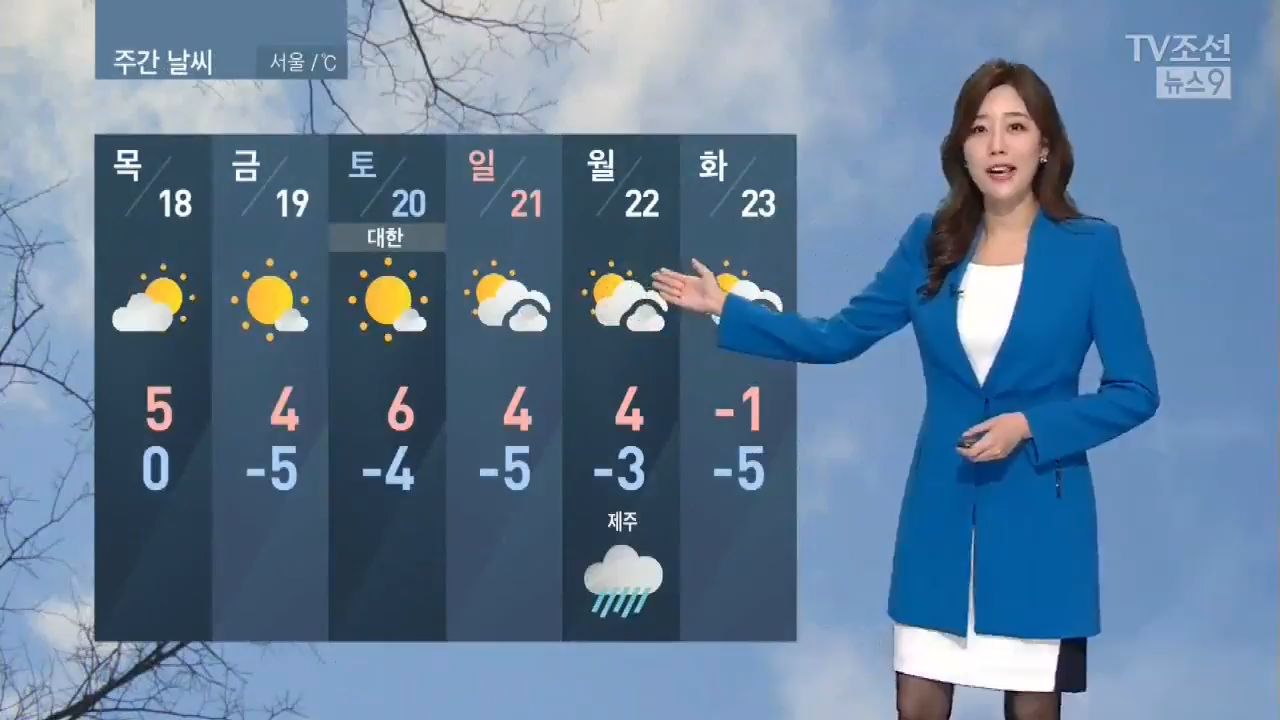 주간 날씨 서울 /℃
TV조선
뉴스9
목 18 금 19 토 20 일 21 월 22 화 23
대한
5 4 6 4 4 -1
0 -5 -4 -5 -3 -5
제주